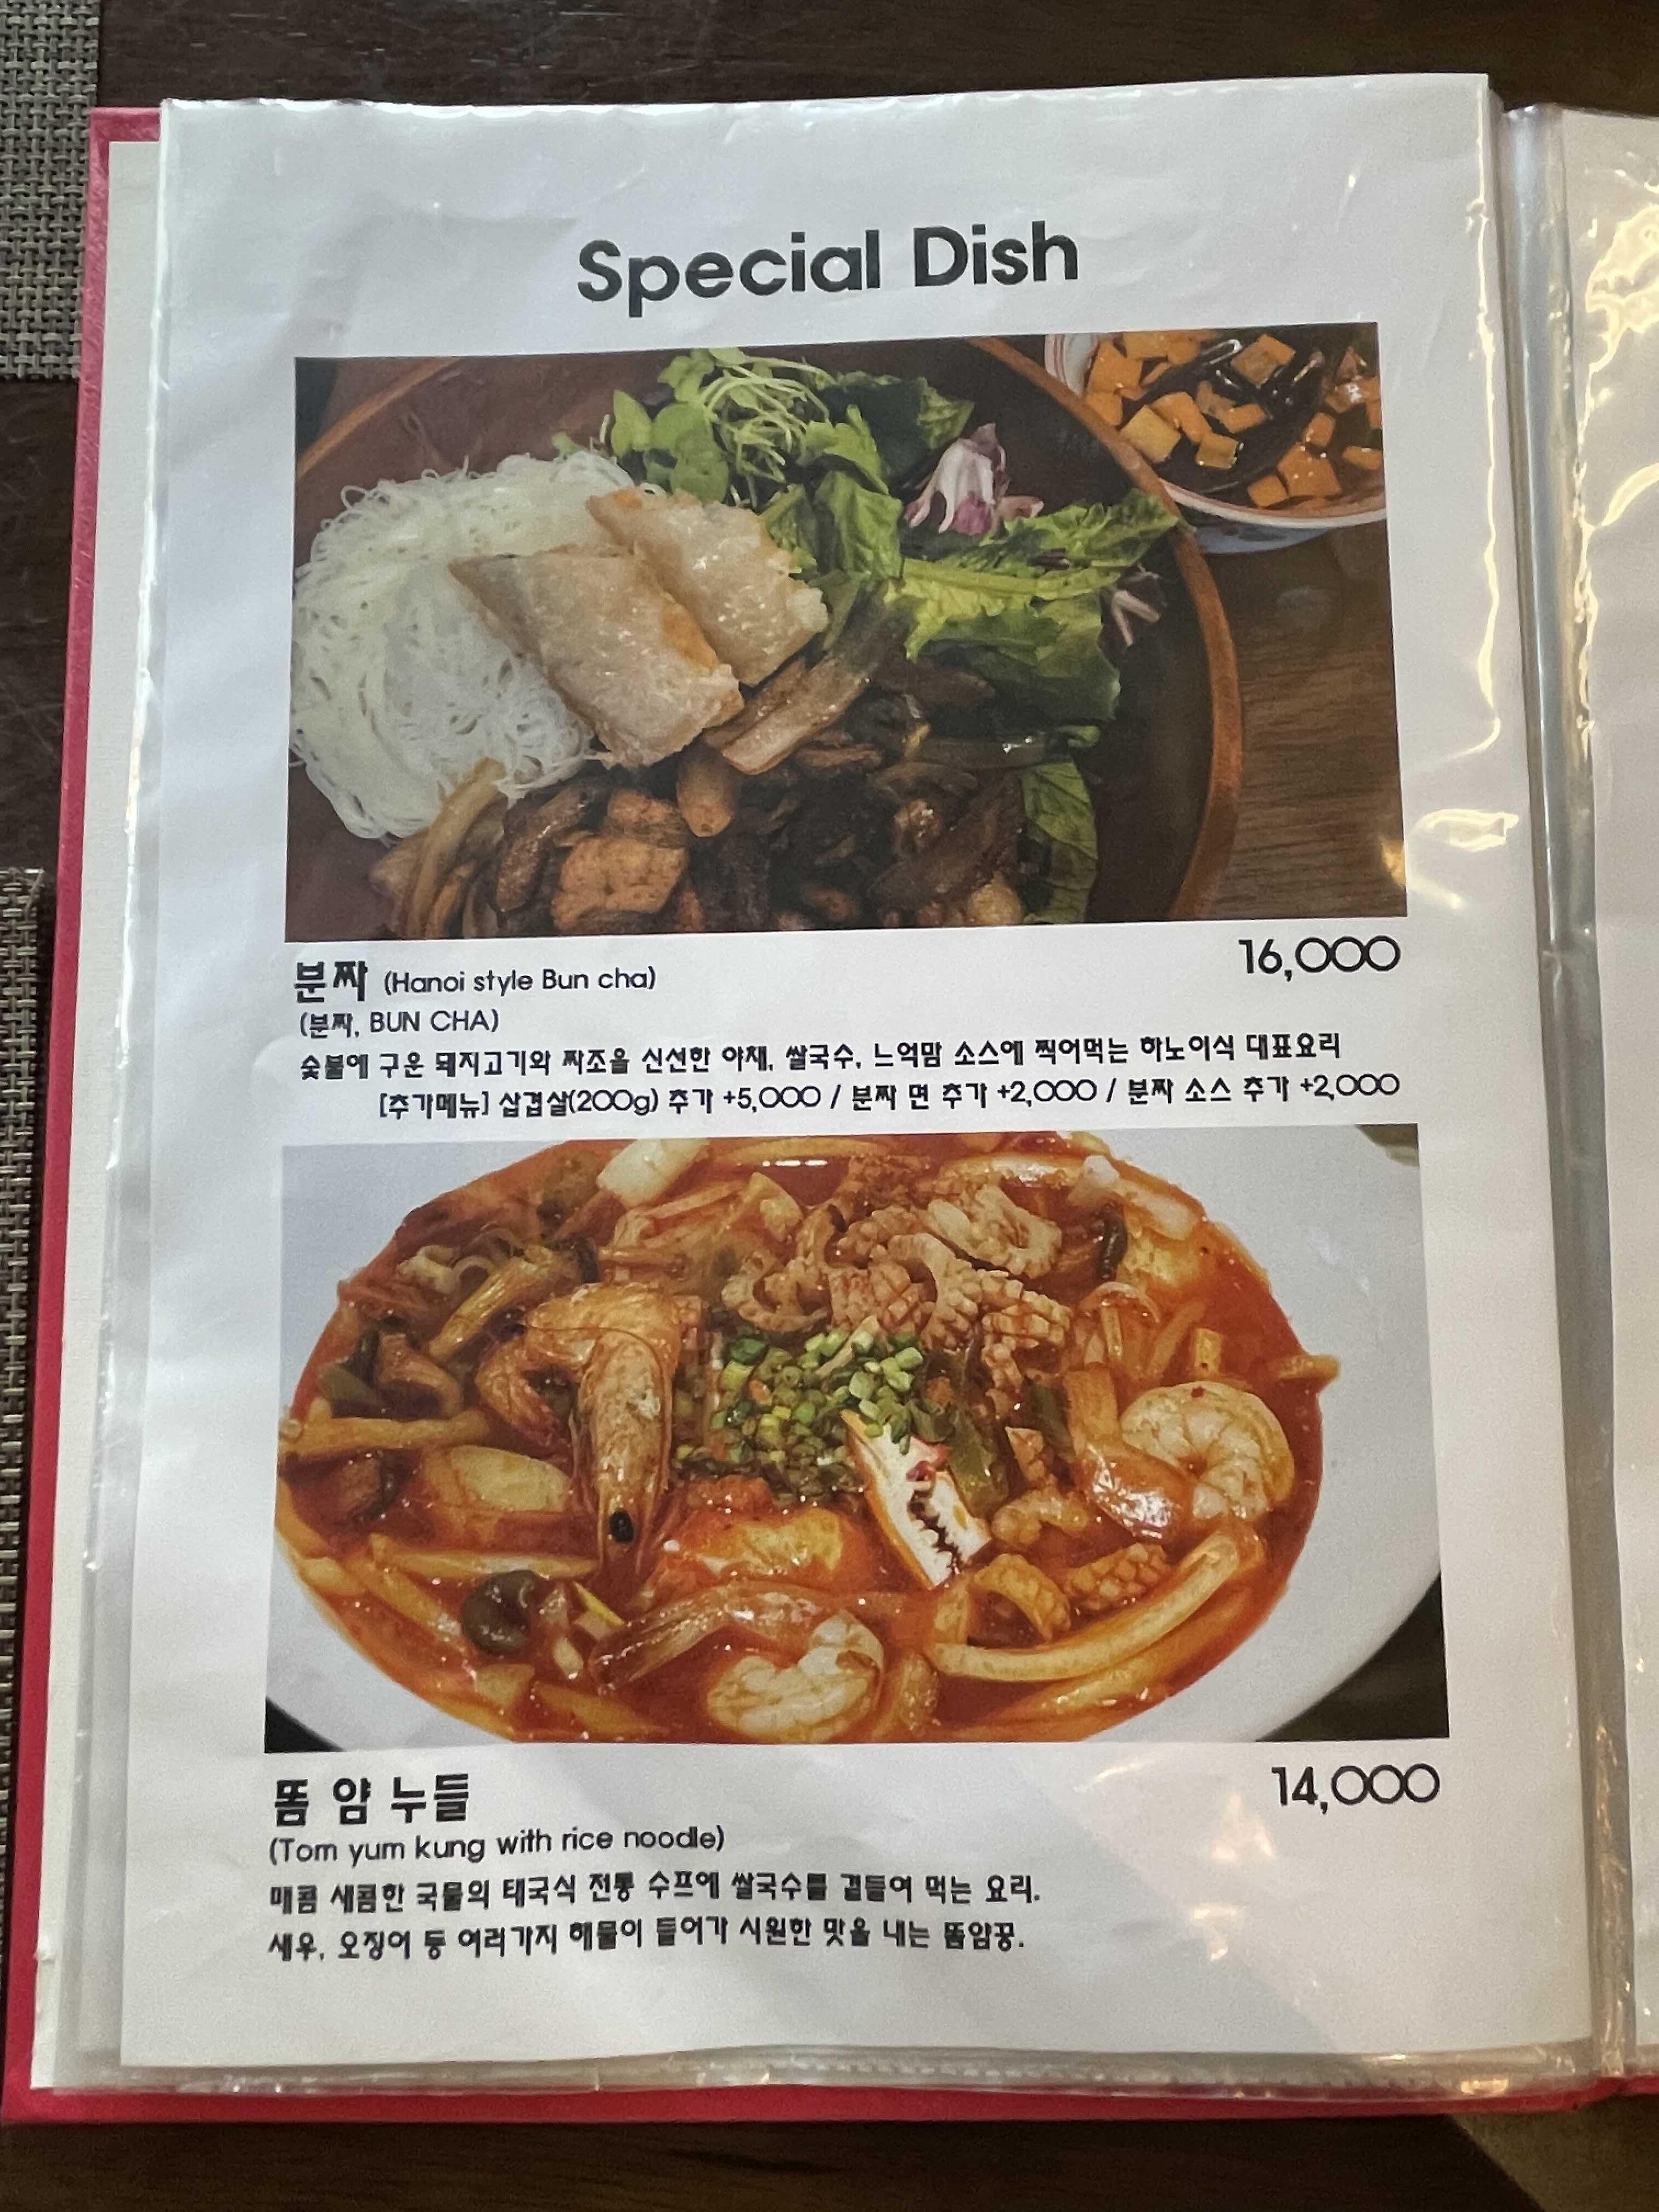 Special Dish
분짜 (Hanoi style Bun cha)
16,000
(분짜, BUN CHA)
숯불에 구운 돼지고기와 짜조을 신선한 야채, 쌀국수, 느억맘 소스에 찍어먹는 하노이식 대표요리
[추가메뉴] 삼겹살(200g) 추가 +5,000 / 분짜 면 추가 +2,000 / 분짜 소스 추가 +2,000
똠 얌 누들
14,000
(Tom yum kung with rice noodle)
매콤 새콤한 국물의 태국식 전통 수프에 쌀국수를 곁들여 먹는 요리.
새우, 오징어 등 여러가지 해물이 들어가 시원한 맛을 내는 똠얌꿍.